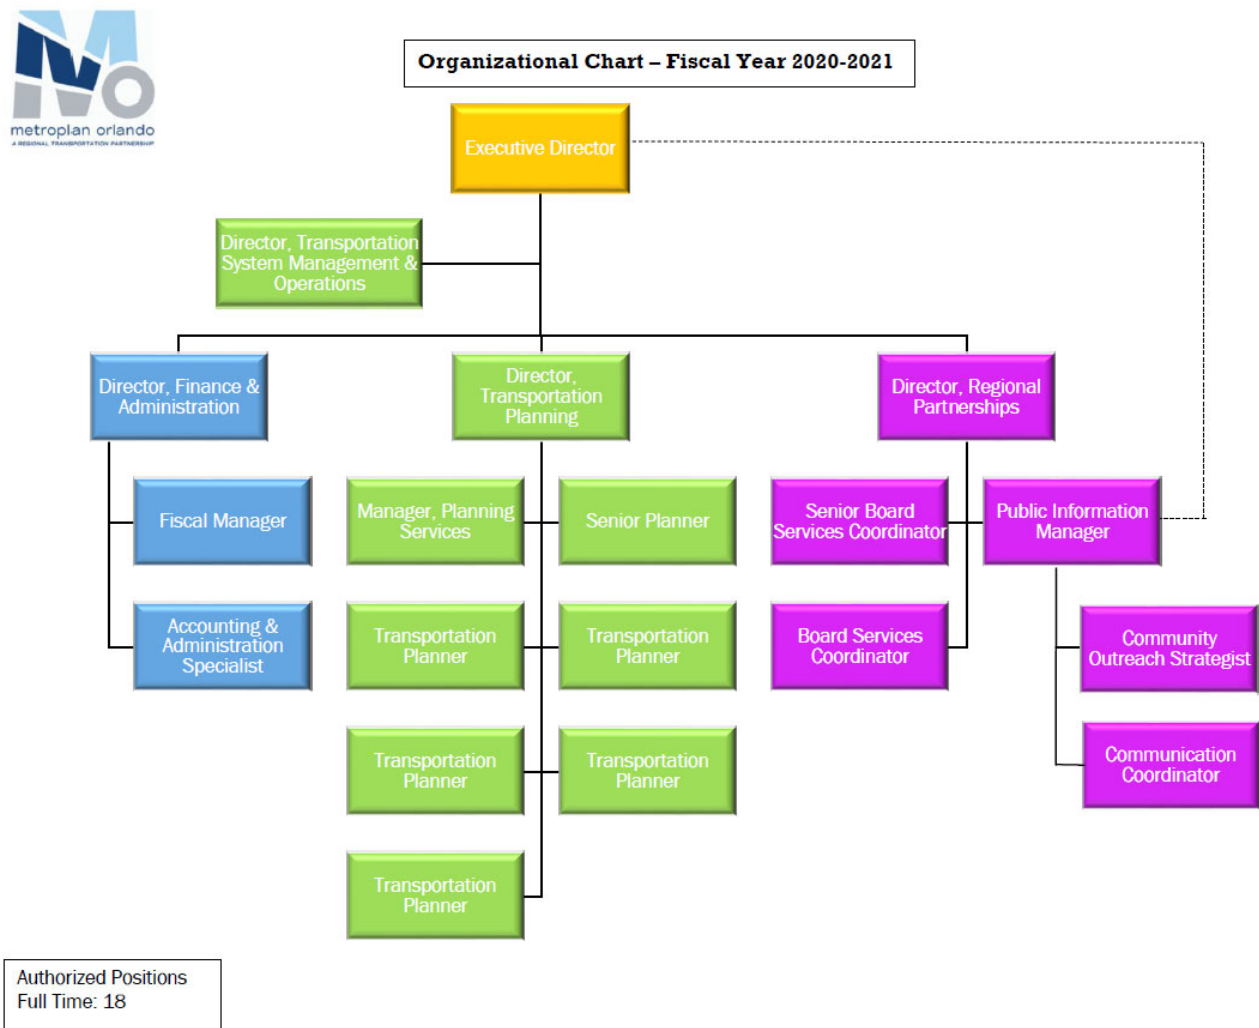 metroplan orlando
A REGIONAL TRANSPORTATION PARTNERSHIP
Organizational Chart – Fiscal Year 2020-2021
Executive Director
Director, Transportation
System Management &
Operations
Director, Finance &
Administration
Director,
Transportation
Planning
Director, Regional
Partnerships
Fiscal Manager
Manager, Planning
Services
Senior Planner
Senior Board
Services Coordinator
Public Information
Manager
Accounting &
Administration
Specialist
Transportation
Planner
Transportation
Planner
Board Services
Coordinator
Community
Outreach Strategist
Transportation
Planner
Transportation
Planner
Communication
Coordinator
Transportation
Planner
Authorized Positions
Full Time: 18